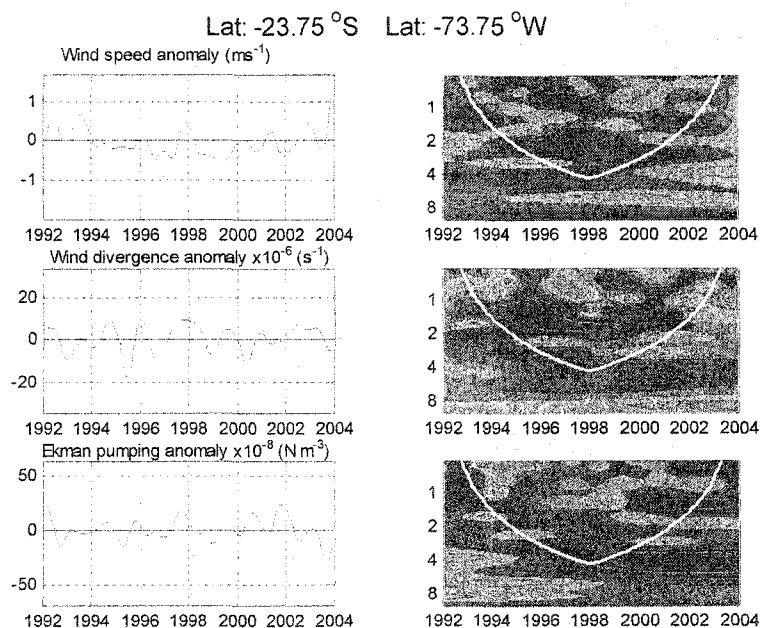 Lat: -23.75 °S Lat: -73.75 °W
Wind speed anomaly (ms⁻¹)
1
0
-1
1992 1994 1996 1998 2000 2002 2004
1
2
4
8
1992 1994 1996 1998 2000 2002 2004
Wind divergence anomaly x10⁻⁶ (s⁻¹)
20
0
-20
1992 1994 1996 1998 2000 2002 2004
1
2
4
8
1992 1994 1996 1998 2000 2002 2004
Ekman pumping anomaly x10⁻⁸ (N m⁻³)
50
0
-50
1992 1994 1996 1998 2000 2002 2004
1
2
4
8
1992 1994 1996 1998 2000 2002 2004